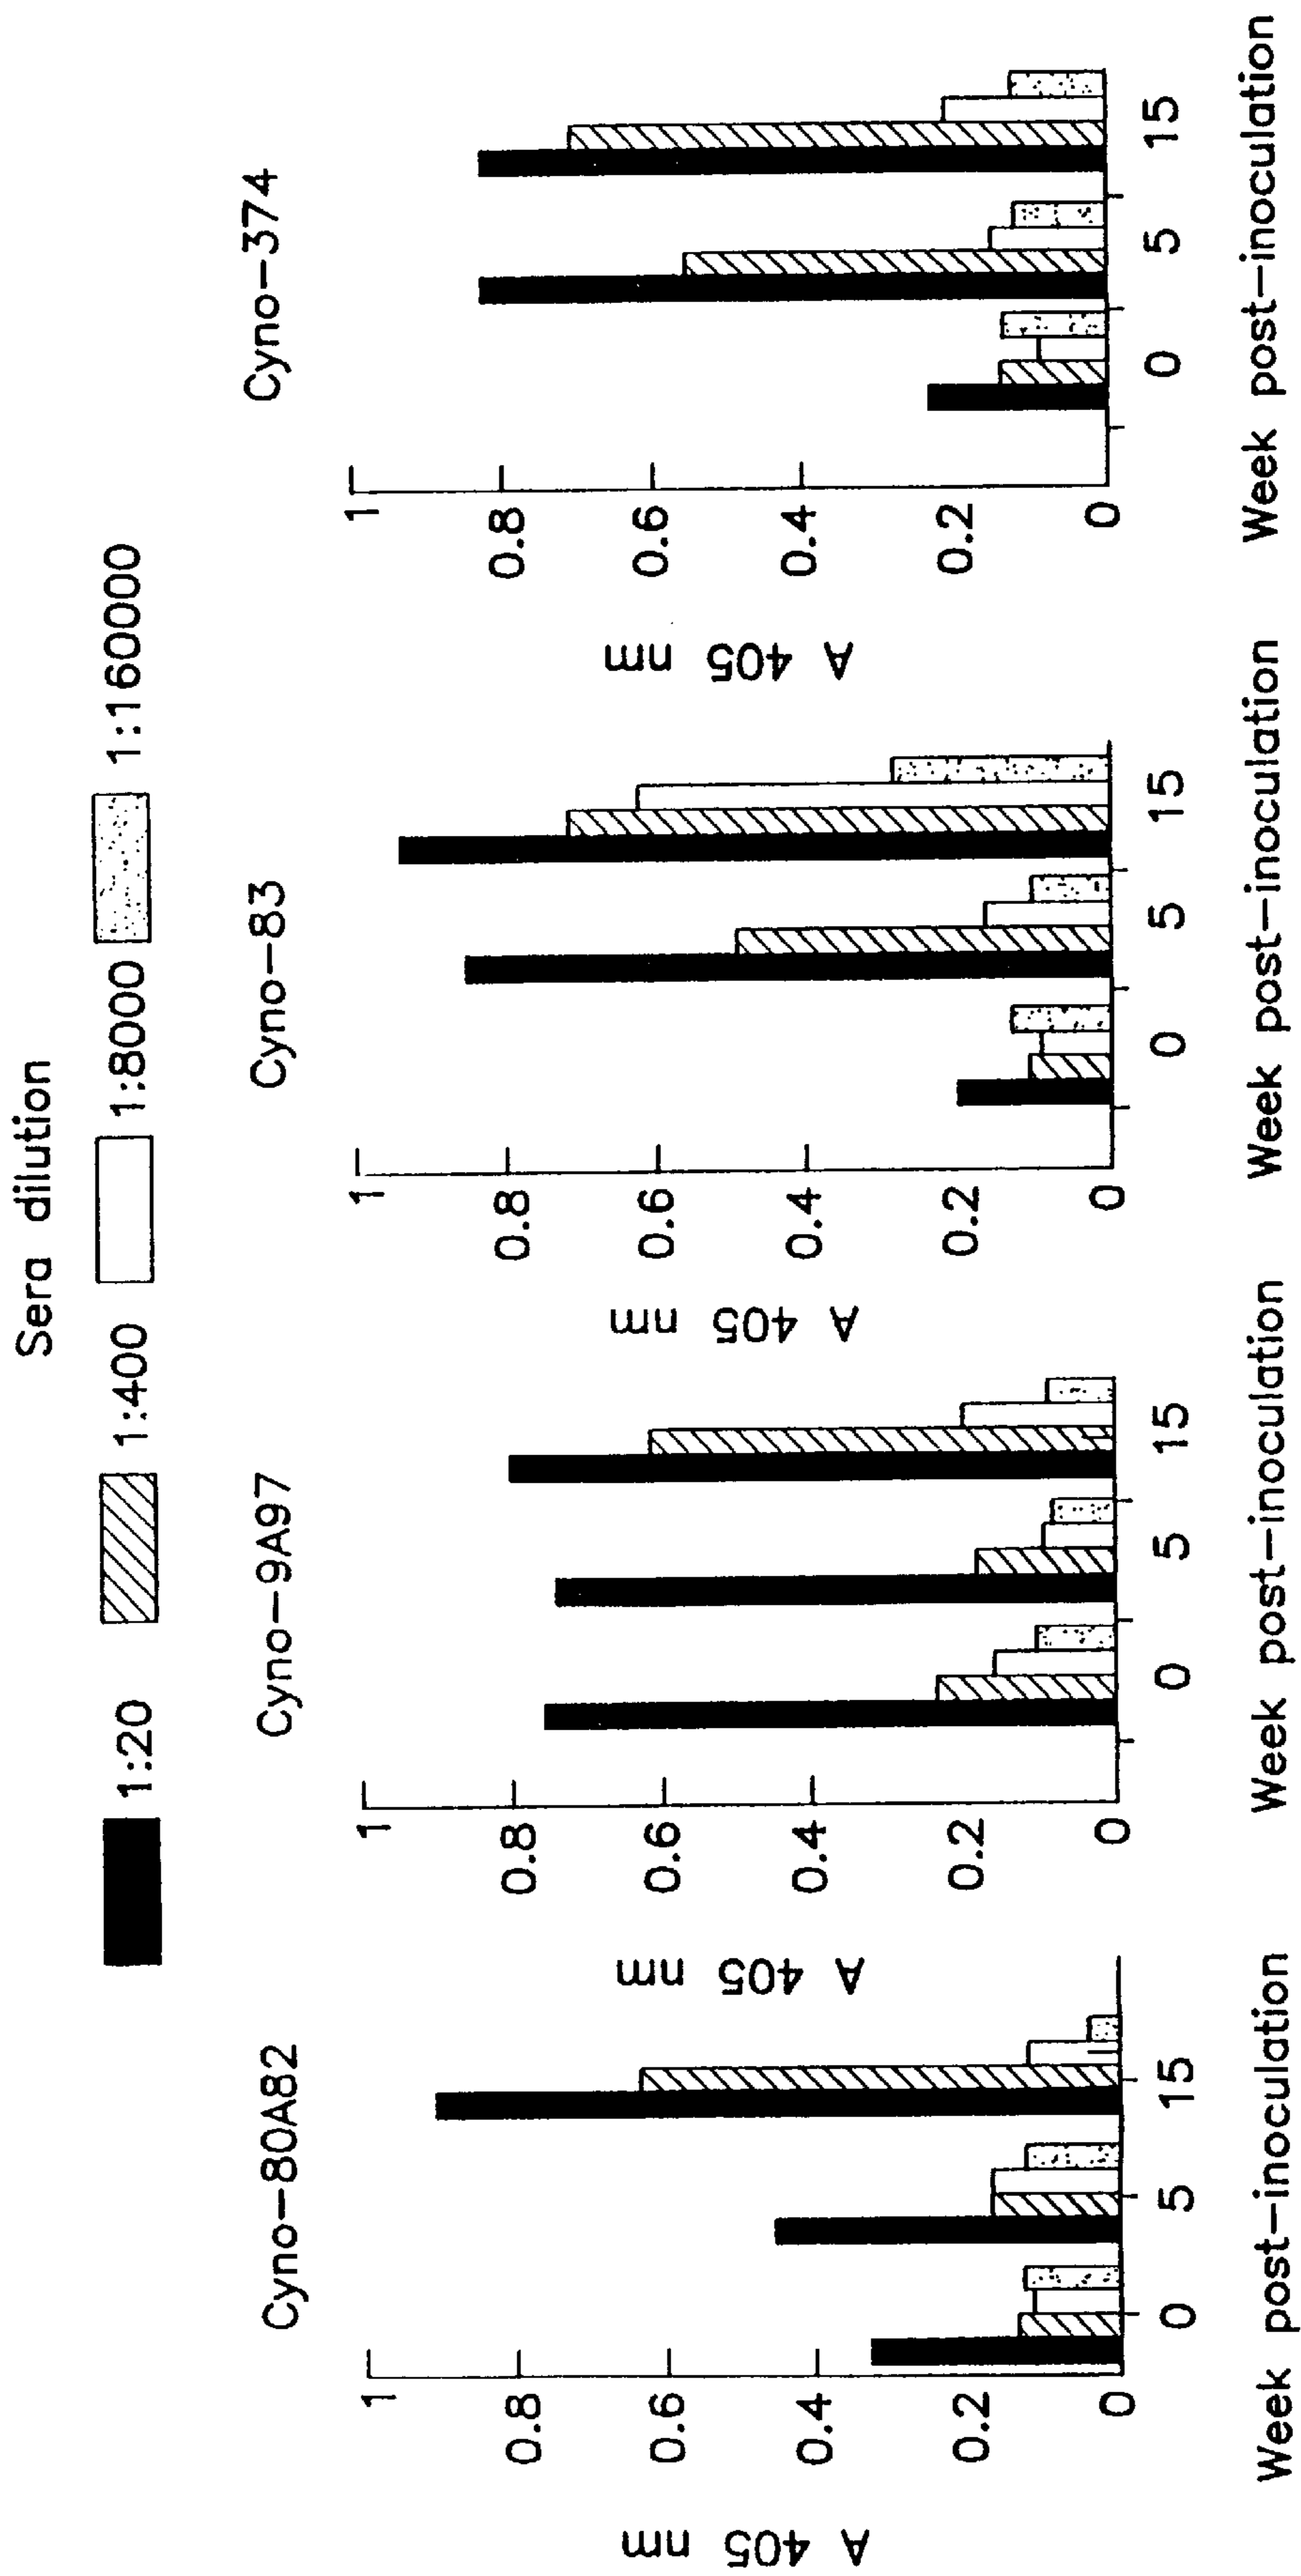 Sera dilution
1:20 1:400 1:8000 1:160000
Cyno-80A82
A 405 nm
1
0.8
0.6
0.4
0.2
0
0 5 15
Week post-inoculation
Cyno-9A97
A 405 nm
1
0.8
0.6
0.4
0.2
0
0 5 15
Week post-inoculation
Cyno-83
A 405 nm
1
0.8
0.6
0.4
0.2
0
0 5 15
Week post-inoculation
Cyno-374
A 405 nm
1
0.8
0.6
0.4
0.2
0
0 5 15
Week post-inoculation